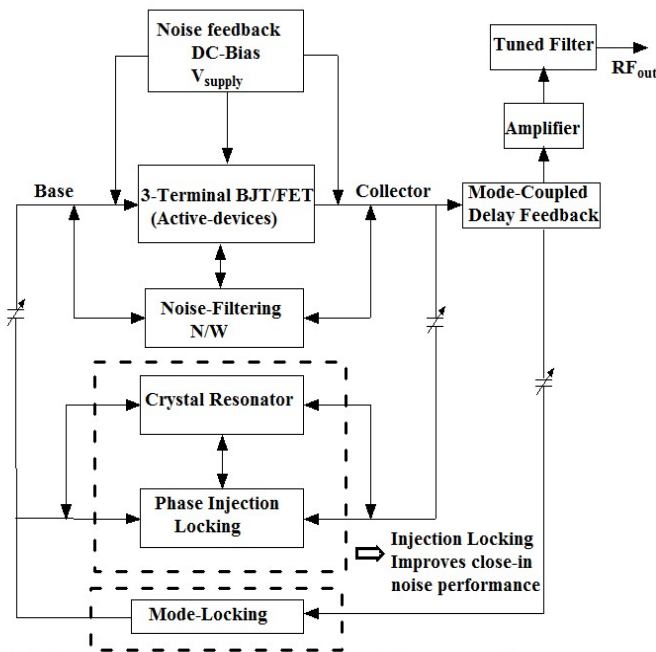 Noise feedback
DC-Bias
Vsupply
Tuned Filter
RFout
Amplifier
Base
3-Terminal BJT/FET
(Active-devices)
Collector
Mode-Coupled
Delay Feedback
Noise-Filtering
N/W
Crystal Resonator
Phase Injection
Locking
Injection Locking
Improves close-in
noise performance
Mode-Locking